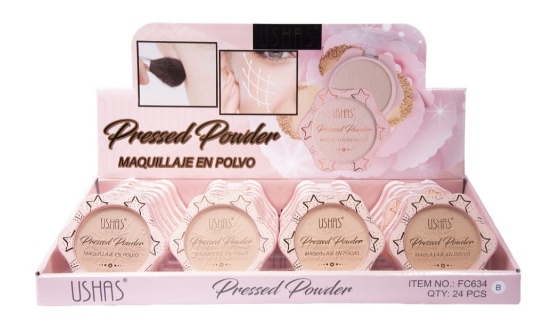 USHAS
Pressed Powder
MAQUILLAJE EN POLVO
USHAS®
Pressed Powder
MAQUILLAJE EN POLVO
USHAS®
Pressed Powder
MAQUILLAJE EN POLVO
USHAS®
Pressed Powder
MAQUILLAJE EN POLVO
USHAS®
Pressed Powder
MAQUILLAJE EN POLVO
USHAS®
Pressed Powder
MAQUILLAJE EN POLVO
USHAS®
Pressed Powder
ITEM NO.: FC634
QTY: 24 PCS
B